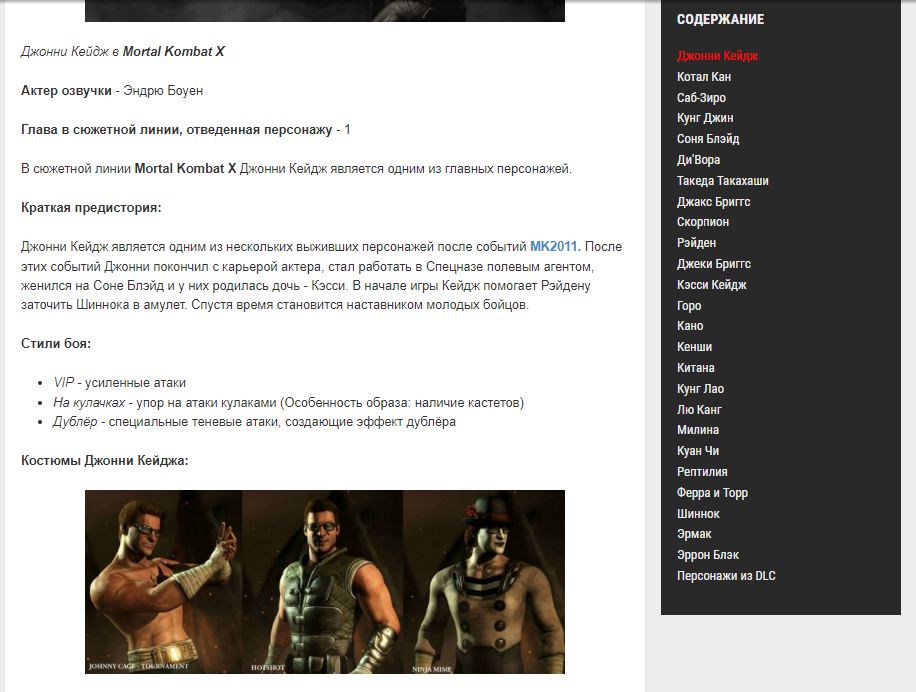 Джонни Кейдж в Mortal Kombat X
Актер озвучки - Эндрю Боуен
Глава в сюжетной линии, отведенная персонажу - 1
В сюжетной линии Mortal Kombat X Джонни Кейдж является одним из главных персонажей.
Краткая предистория:
Джонни Кейдж является одним из нескольких выживших персонажей после событий MK2011. После
этих событий Джонни покончил с карьерой актера, стал работать в Спецназе полевым агентом,
женился на Соне Блэйд и у них родилась дочь - Кэсси. В начале игры Кейдж помогает Рэйдену
заточить Шиннока в амулет. Спустя время становится наставником молодых бойцов.
Стили боя:
• VIP - усиленные атаки
• На кулачках - упор на атаки кулаками (Особенность образа: наличие кастетов)
• Дублёр - специальные теневые атаки, создающие эффект дублёра
Костюмы Джонни Кейджа:
JOHNNY CAGE - TOURNAMENT
HOTSHOT
NINJA MIME
СОДЕРЖАНИЕ
Джонни Кейдж
Котал Кан
Саб-Зиро
Кунг Джин
Соня Блэйд
Ди'Вора
Такеда Такахаши
Джакс Бриггс
Скорпион
Рэйден
Джеки Бриггс
Кэсси Кейдж
Горо
Кано
Кенши
Китана
Кунг Лао
Лю Канг
Милина
Куан Чи
Рептилия
Ферра и Торр
Шиннок
Эрмак
Эррон Блэк
Персонажи из DLC